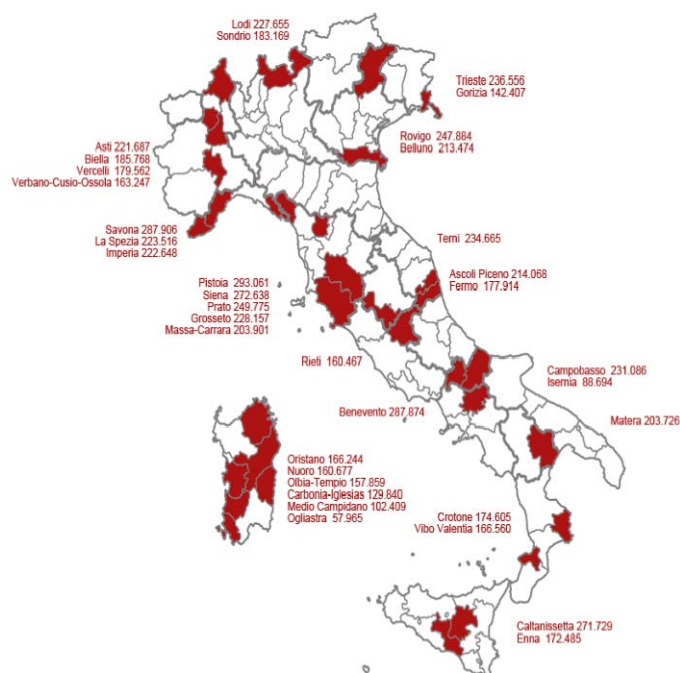 Lodi 227.655
Sondrio 183.169
Trieste 236.556
Gorizia 142.407
Rovigo 247.884
Belluno 213.474
Asti 221.687
Biella 185.768
Vercelli 179.562
Verbano-Cusio-Ossola 163.247
Savona 287.906
La Spezia 223.516
Imperia 222.648
Terni 234.665
Ascoli Piceno 214.068
Fermo 177.914
Pistoia 293.061
Siena 272.638
Prato 249.775
Grosseto 228.157
Massa-Carrara 203.901
Rieti 160.467
Campobasso 231.086
Isernia 88.694
Benevento 287.874
Matera 203.726
Oristano 166.244
Nuoro 160.677
Olbia-Tempio 157.859
Carbonia-Iglesias 129.840
Medio Campidano 102.409
Ogliastra 57.965
Crotone 174.605
Vibo Valentia 166.560
Caltanissetta 271.729
Enna 172.485